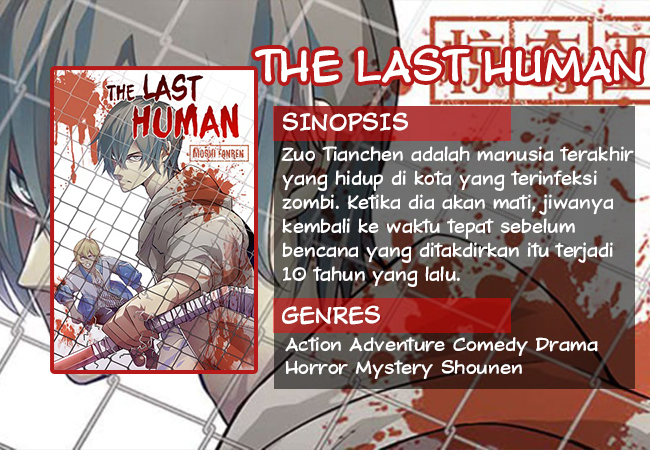 THE LAST HUMAN
THE LAST
HUMAN
MOSHI FANREN
SINOPSIS
Zuo Tianchen adalah manusia terakhir
yang hidup di kota yang terinfeksi
zombi. Ketika dia akan mati, jiwanya
kembali ke waktu tepat sebelum
bencana yang ditakdirkan itu terjadi
10 tahun yang lalu.
GENRES
Action Adventure Comedy Drama
Horror Mystery Shounen